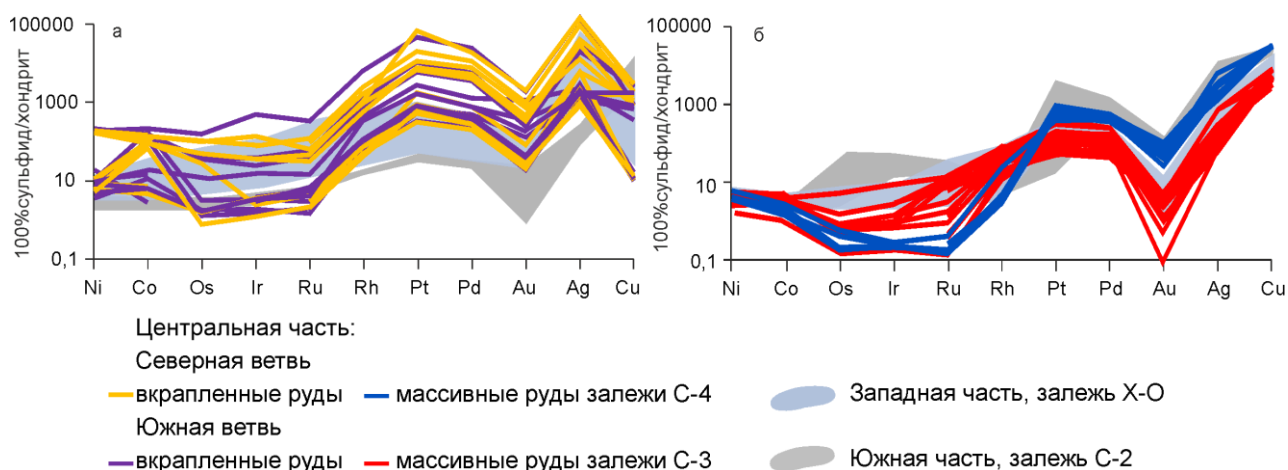 100%сульфид/хондрит
а
100000
1000
10
0,1
Ni Co Os Ir Ru Rh Pt Pd Au Ag Cu
100%сульфид/хондрит
б
100000
1000
10
0,1
Ni Co Os Ir Ru Rh Pt Pd Au Ag Cu
Центральная часть:
Северная ветвь
вкрапленные руды массивные руды залежи С-4 Западная часть, залежь Х-О
Южная ветвь
вкрапленные руды массивные руды залежи С-3 Южная часть, залежь С-2